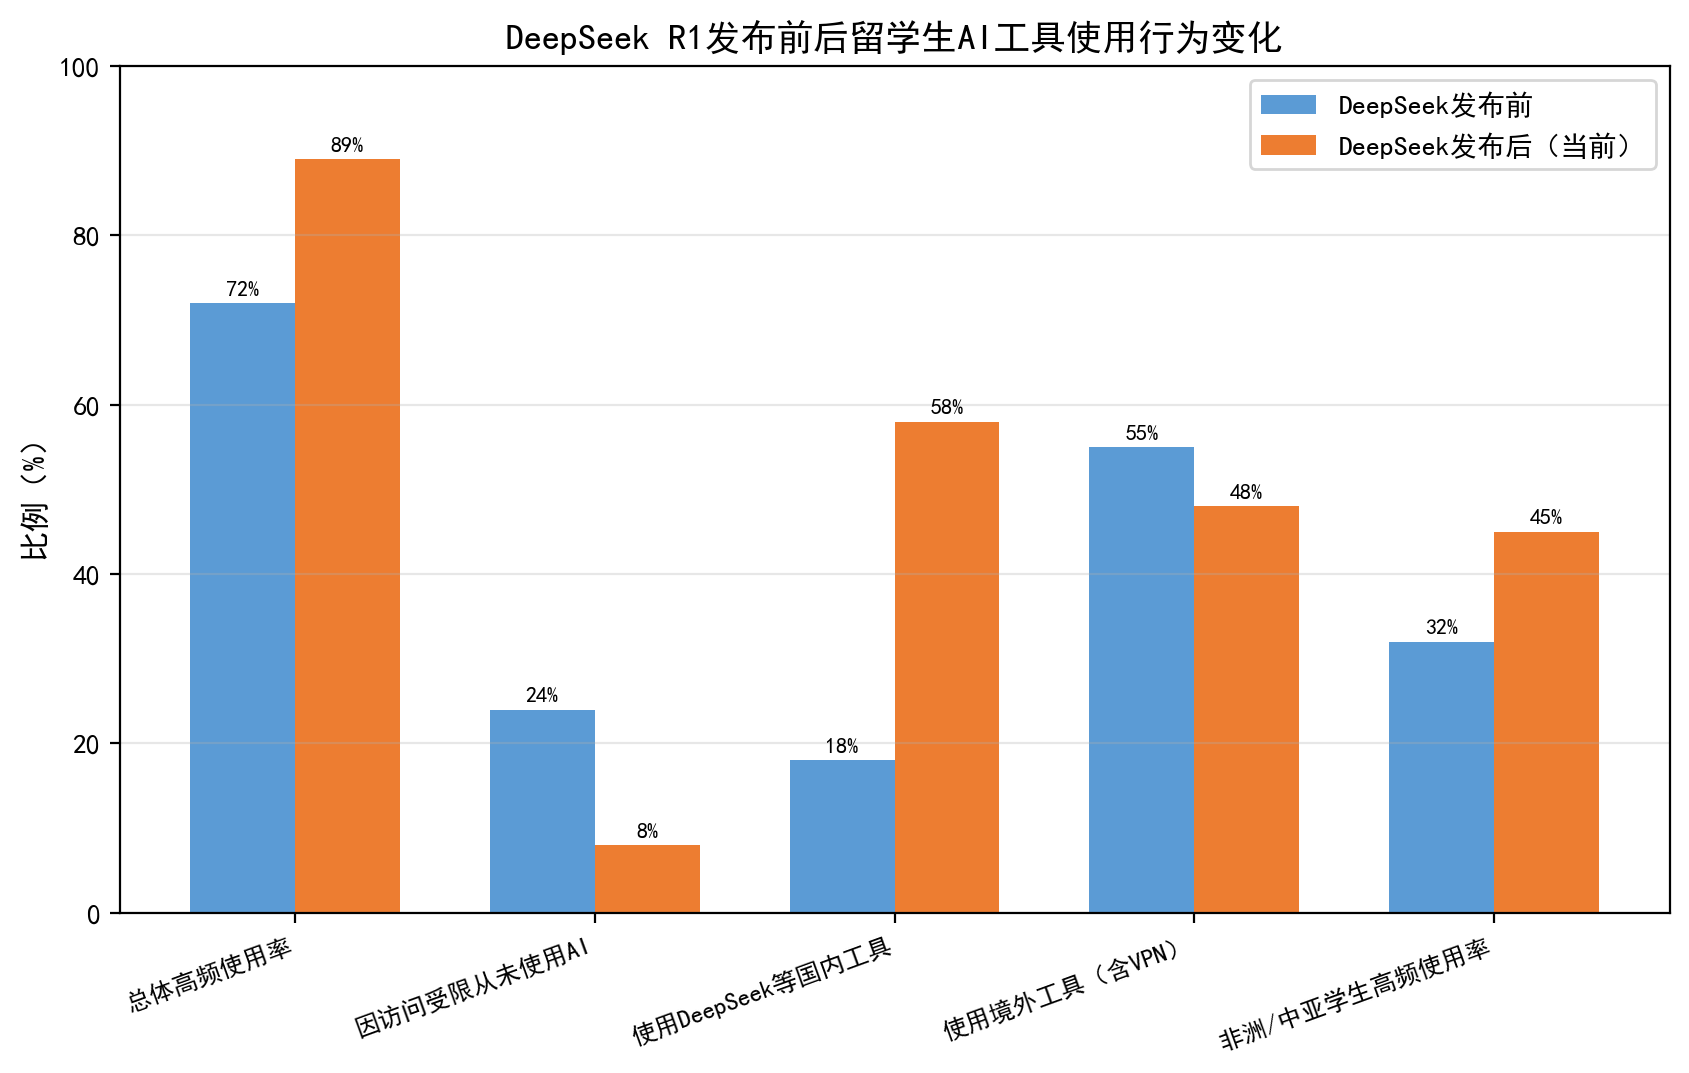 DeepSeek R1发布前后留学生AI工具使用行为变化
DeepSeek发布前
DeepSeek发布后（当前）
比例（%）
100
80
60
40
20
0
72%
89%
24%
8%
18%
58%
55%
48%
32%
45%
总体高频使用率
因访问受限从未使用AI
使用DeepSeek等国内工具
使用境外工具（含VPN）
非洲/中亚学生高频使用率